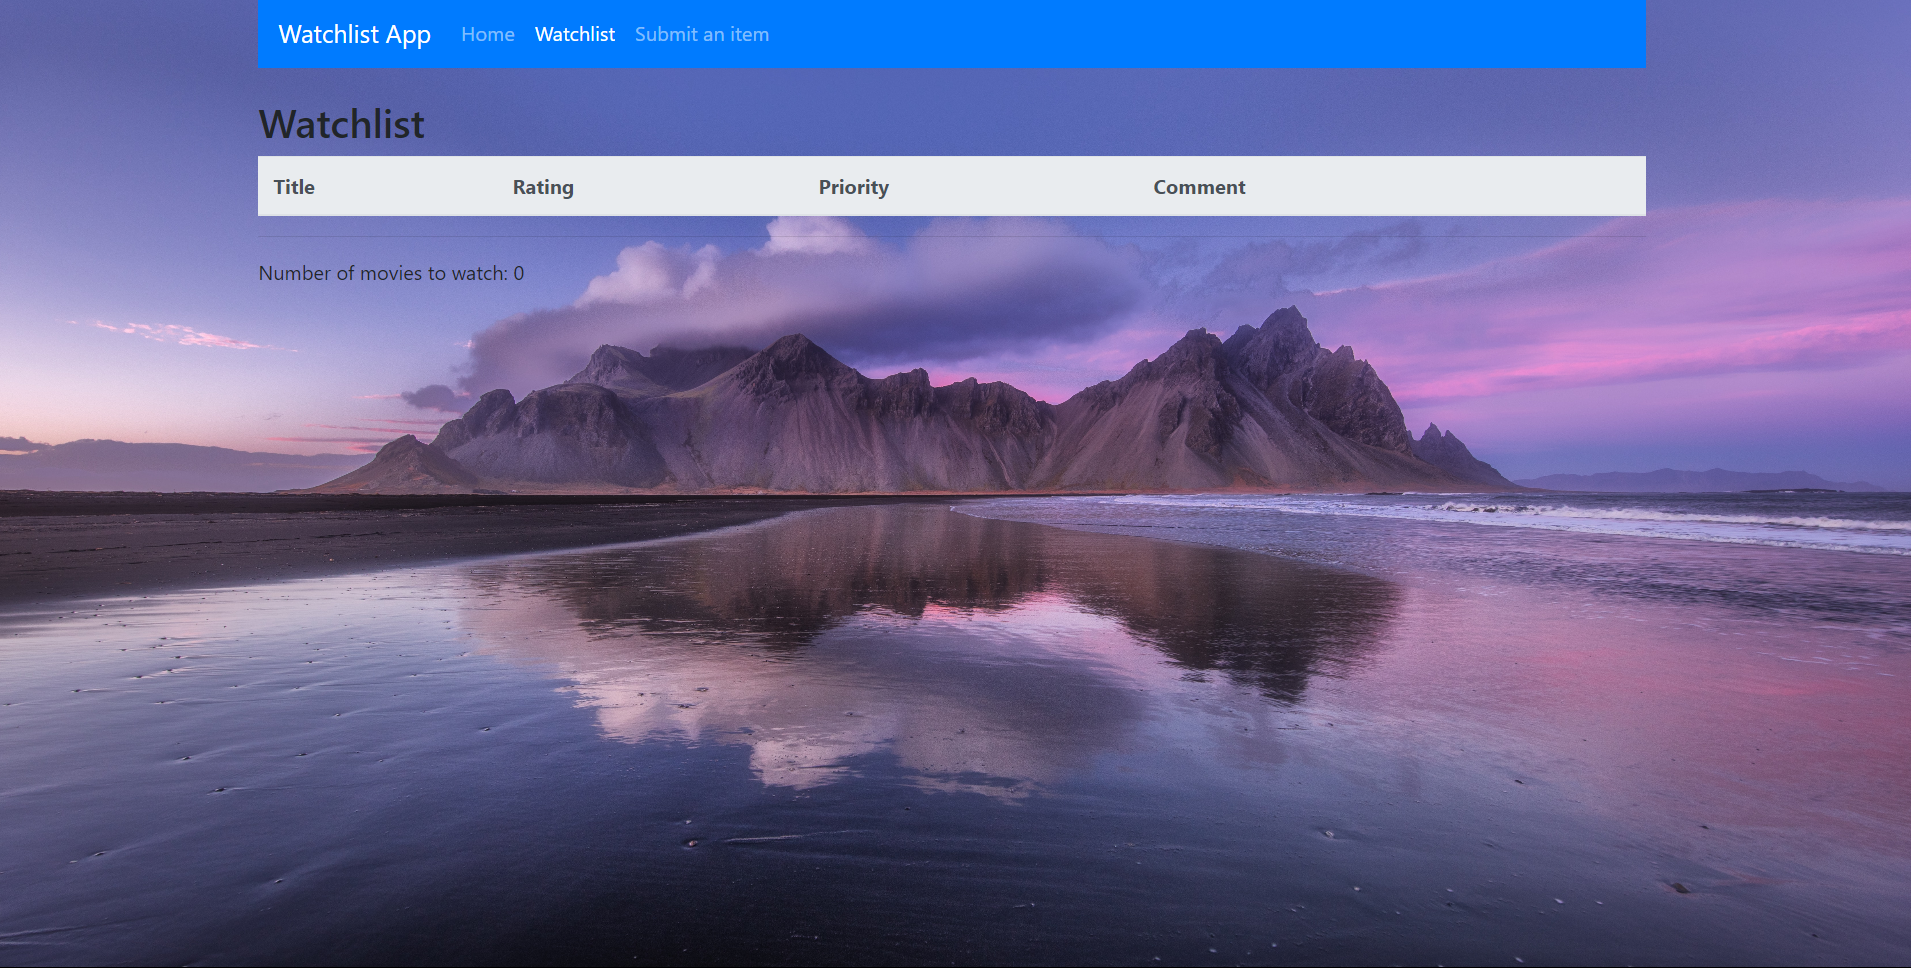 Watchlist App Home Watchlist Submit an item
Watchlist
Title Rating Priority Comment
Number of movies to watch: 0